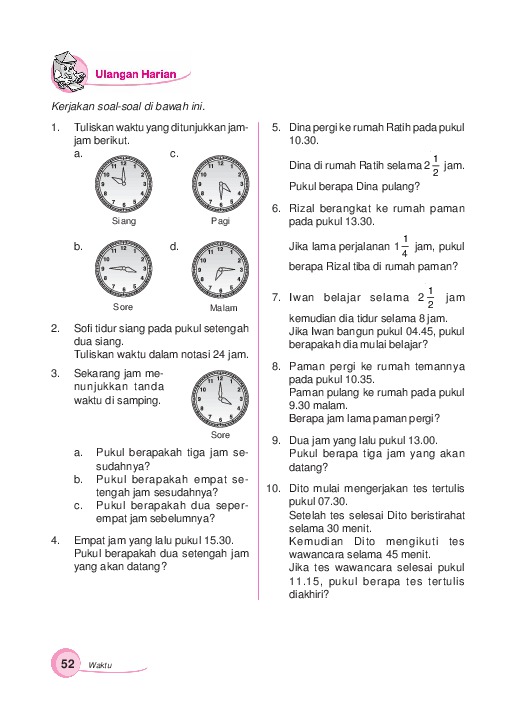 Ulangan Harian
Kerjakan soal-soal di bawah ini.
1. Tuliskan waktu yang ditunjukkan jam-
jam berikut.
a. c.
Siang Pagi
b. d.
Sore Malam
2. Sofi tidur siang pada pukul setengah
dua siang.
Tuliskan waktu dalam notasi 24 jam.
3. Sekarang jam me-
nunjukkan tanda
waktu di samping.
Sore
a. Pukul berapakah tiga jam se-
sudahnya?
b. Pukul berapakah empat se-
tengah jam sesudahnya?
c. Pukul berapakah dua seper-
empat jam sebelumnya?
4. Empat jam yang lalu pukul 15.30.
Pukul berapakah dua setengah jam
yang akan datang?
5. Dina pergi ke rumah Ratih pada pukul
10.30.
Dina di rumah Ratih selama 2 1/2 jam.
Pukul berapa Dina pulang?
6. Rizal berangkat ke rumah paman
pada pukul 13.30.
Jika lama perjalanan 1 1/4 jam, pukul
berapa Rizal tiba di rumah paman?
7. Iwan belajar selama 2 1/2 jam
kemudian dia tidur selama 8 jam.
Jika Iwan bangun pukul 04.45, pukul
berapakah dia mulai belajar?
8. Paman pergi ke rumah temannya
pada pukul 10.35.
Paman pulang ke rumah pada pukul
9.30 malam.
Berapa jam lama paman pergi?
9. Dua jam yang lalu pukul 13.00.
Pukul berapa tiga jam yang akan
datang?
10. Dito mulai mengerjakan tes tertulis
pukul 07.30.
Setelah tes selesai Dito beristirahat
selama 30 menit.
Kemudian Dito mengikuti tes
wawancara selama 45 menit.
Jika tes wawancara selesai pukul
11.15, pukul berapa tes tertulis
diakhiri?
52 Waktu